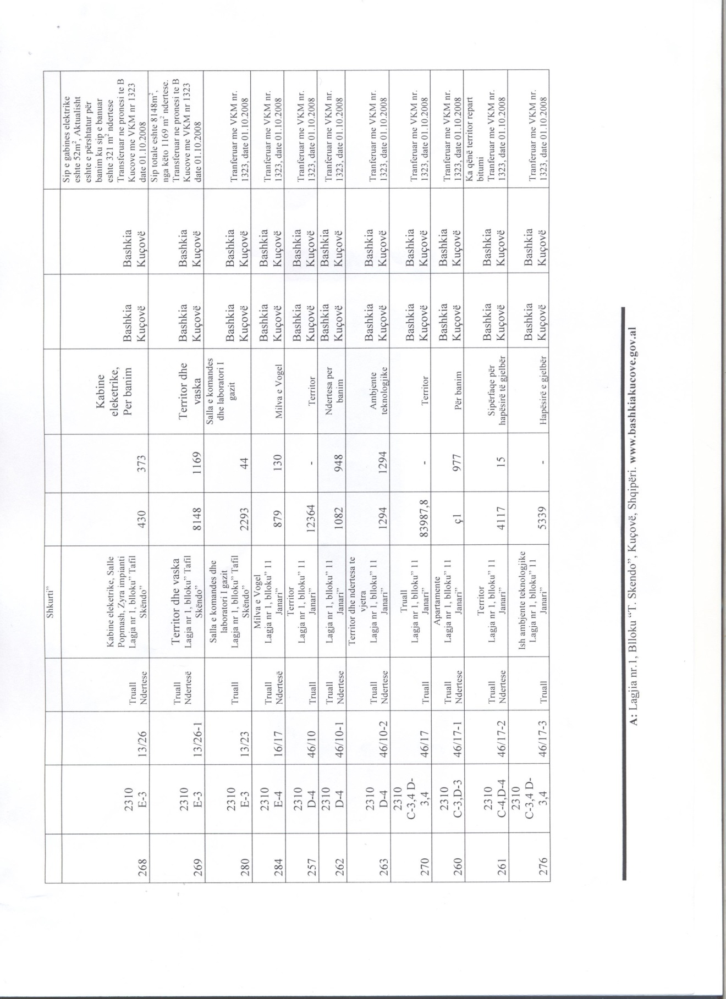 Shkurti”
268
2310
E-3
13/26
Truall
Ndertese
Kabine eleketrike, Salle
Popmash, Zyra impianti
Lagja nr 1, blloku” Tafil
Skëndo”
430
373
Kabine
eleketrike,
Per banim
Bashkia
Kuçovë
Bashkia
Kuçovë
Sip e gabines elektrike
eshte 52m², Aktualisht
eshte e përshtatur për
banim ku sip e banuar
eshte 321 m² ndertese
Transferuar ne pronesi te B
Kucove me VKM nr 1323
date 01.10.2008
269
2310
E-3
13/26-1
Truall
Ndertesë
Territor dhe vaska
Lagja nr 1, blloku” Tafil
Skëndo”
8148
1169
Territor dhe
vaska
Bashkia
Kuçovë
Bashkia
Kuçovë
Sip totale eshte 8148m²,
nga këto 1169 m² ndertese.
Transferuar ne pronesi te B
Kucove me VKM nr 1323
date 01.10.2008
280
2310
E-3
13/23
Truall
Salla e komandes dhe
laboratori I gazit
Lagja nr 1, blloku” Tafil
Skëndo”
2293
44
Salla e komandes
dhe laboratori I
gazit
Bashkia
Kuçovë
Bashkia
Kuçovë
Tranferuar me VKM nr.
1323, date 01.10.2008
284
2310
E-4
16/17
Truall
Ndertesë
Milva e Vogel
Lagja nr 1, blloku” 11
Janari”
879
130
Milva e Vogel
Bashkia
Kuçovë
Bashkia
Kuçovë
Tranferuar me VKM nr.
1323, date 01.10.2008
257
2310
D-4
46/10
Truall
Territor
Lagja nr 1, blloku” 11
Janari”
12364
-
Territor
Bashkia
Kuçovë
Bashkia
Kuçovë
Tranferuar me VKM nr.
1323, date 01.10.2008
262
2310
D-4
46/10-1
Truall
Ndertese
Lagja nr 1, blloku” 11
Janari”
1082
948
Ndertesa per
banim
Bashkia
Kuçovë
Bashkia
Kuçovë
Tranferuar me VKM nr.
1323, date 01.10.2008
263
2310
D-4
46/10-2
Truall
Ndertese
Territor dhe ndertesa te
vjetra
Lagja nr 1, blloku” 11
Janari”
1294
1294
Ambjente
teknologjike
Bashkia
Kuçovë
Bashkia
Kuçovë
Tranferuar me VKM nr.
1323, date 01.10.2008
270
2310
C-3,4 D-
3,4
46/17
Truall
Truall
Lagja nr 1, blloku” 11
Janari”
83987,8
-
Territor
Bashkia
Kuçovë
Bashkia
Kuçovë
Tranferuar me VKM nr.
1323, date 01.10.2008
260
2310
C-3,D-3
46/17-1
Truall
Ndertese
Apartamente
Lagja nr 1, blloku” 11
Janari”
ç1
977
Për banim
Bashkia
Kuçovë
Bashkia
Kuçovë
Tranferuar me VKM nr.
1323, date 01.10.2008
261
2310
C-4,D-4
46/17-2
Truall
Ndertese
Territor
Lagja nr 1, blloku” 11
Janari”
4117
15
Sipërfaqe për
hapësirë të gjelbër
Bashkia
Kuçovë
Bashkia
Kuçovë
Ka qënë territor repart
bitumi
Tranferuar me VKM nr.
1323, date 01.10.2008
276
2310
C-3,4 D-
3,4
46/17-3
Truall
Ish ambjente teknologjike
Lagja nr 1, blloku” 11
Janari”
5339
-
Hapësirë e gjelbër
Bashkia
Kuçovë
Bashkia
Kuçovë
Tranferuar me VKM nr.
1323, date 01.10.2008
A: Lagjia nr.1, Blloku “T. Skendo”, Kuçovë, Shqipëri. www.bashkiakucove.gov.al